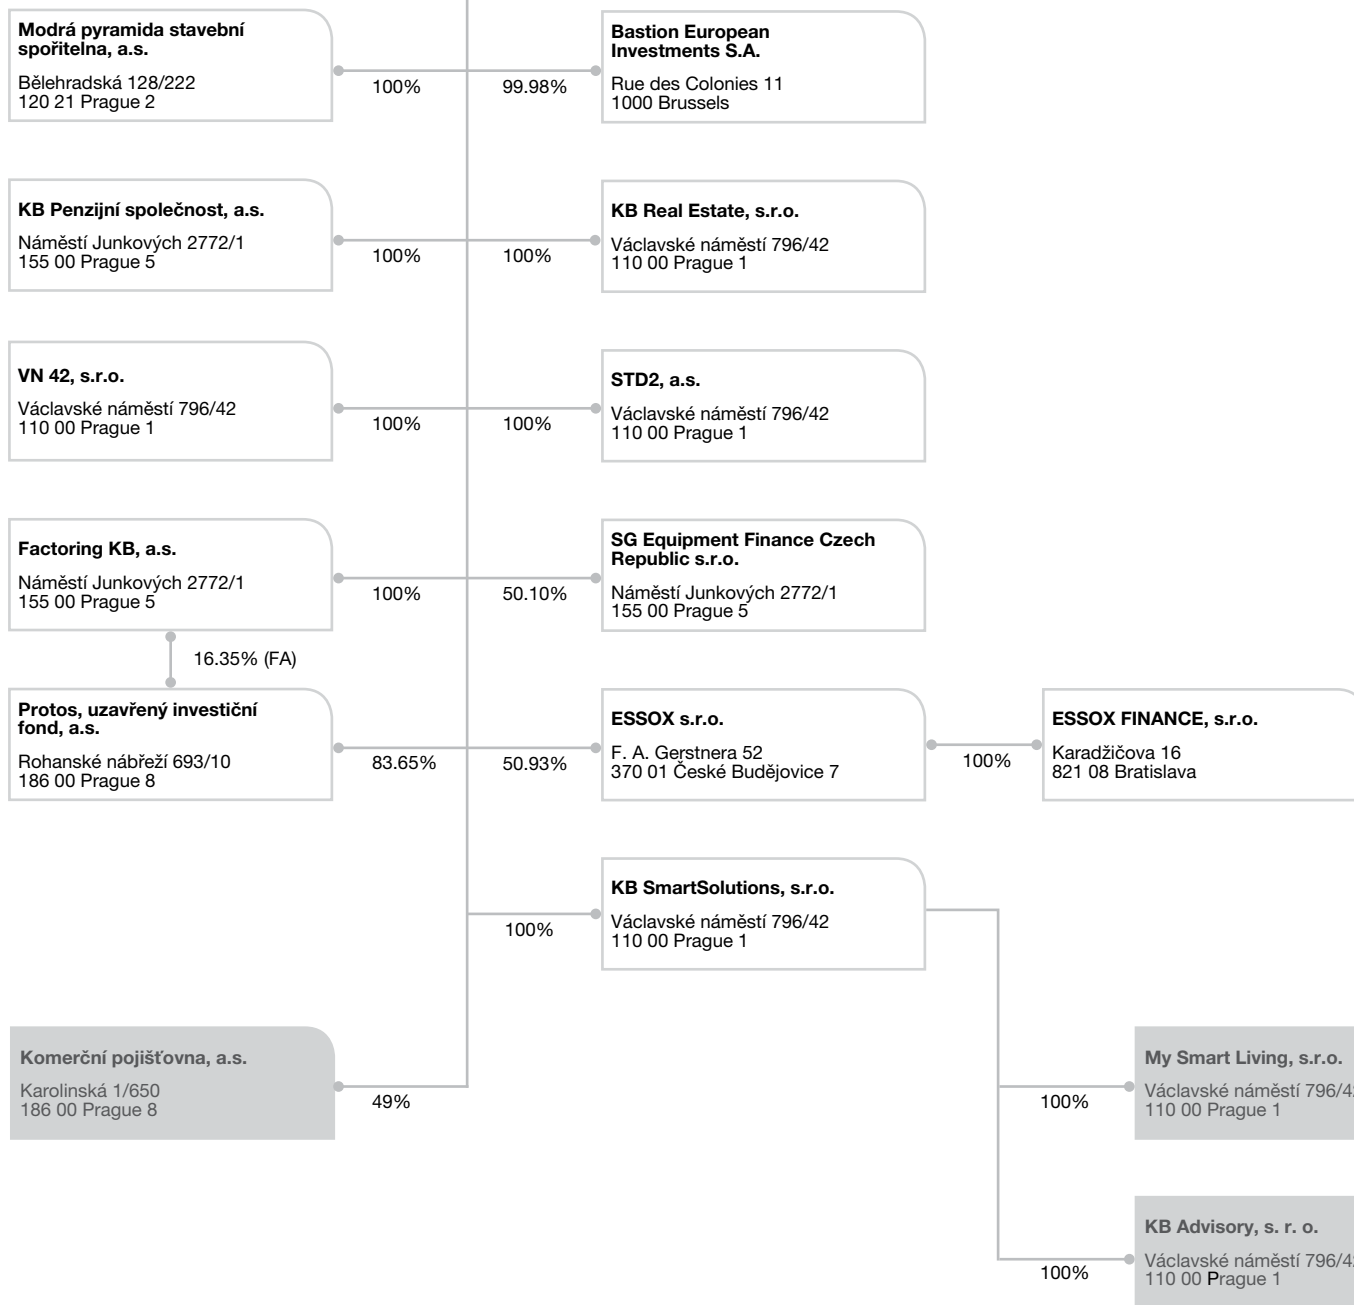 Modrá pyramida stavební
spořitelna, a.s.
Bělehradská 128/222
120 21 Prague 2
100%
99.98%
Bastion European
Investments S.A.
Rue des Colonies 11
1000 Brussels
KB Penzijní společnost, a.s.
Náměstí Junkových 2772/1
155 00 Prague 5
100%
100%
KB Real Estate, s.r.o.
Václavské náměstí 796/42
110 00 Prague 1
VN 42, s.r.o.
Václavské náměstí 796/42
110 00 Prague 1
100%
100%
STD2, a.s.
Václavské náměstí 796/42
110 00 Prague 1
Factoring KB, a.s.
Náměstí Junkových 2772/1
155 00 Prague 5
100%
50.10%
SG Equipment Finance Czech
Republic s.r.o.
Náměstí Junkových 2772/1
155 00 Prague 5
16.35% (FA)
Protos, uzavřený investiční
fond, a.s.
Rohanské nábřeží 693/10
186 00 Prague 8
83.65%
50.93%
ESSOX s.r.o.
F. A. Gerstnera 52
370 01 České Budějovice 7
100%
ESSOX FINANCE, s.r.o.
Karadžičova 16
821 08 Bratislava
100%
KB SmartSolutions, s.r.o.
Václavské náměstí 796/42
110 00 Prague 1
Komerční pojišťovna, a.s.
Karolinská 1/650
186 00 Prague 8
49%
100%
My Smart Living, s.r.o.
Václavské náměstí 796/42
110 00 Prague 1
100%
KB Advisory, s. r. o.
Václavské náměstí 796/42
110 00 Prague 1